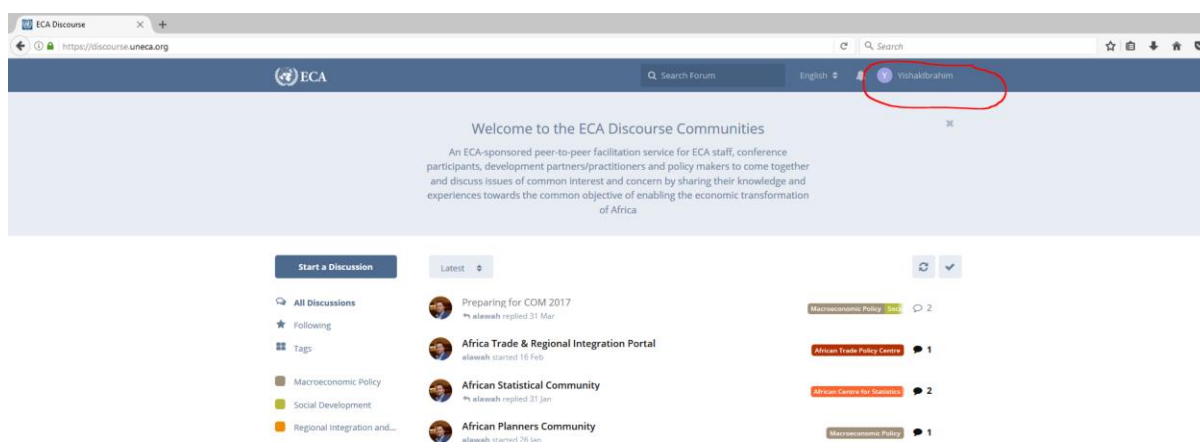 ECA Discourse
https://discourse.uneca.org
Search
ECA
Search Forum
English
Y
YishakIbrahim
Welcome to the ECA Discourse Communities
An ECA-sponsored peer-to-peer facilitation service for ECA staff, conference
participants, development partners/practitioners and policy makers to come together
and discuss issues of common interest and concern by sharing their knowledge and
experiences towards the common objective of enabling the economic transformation
of Africa
Start a Discussion
Latest
All Discussions
Following
Tags
Macroeconomic Policy
Social Development
Regional Integration and...
Preparing for COM 2017
alawah replied 31 Mar
Macroeconomic Policy
2
Africa Trade & Regional Integration Portal
alawah started 16 Feb
African Trade Policy Centre
1
African Statistical Community
alawah replied 31 Jan
African Centre for Statistics
2
African Planners Community
alawah started 26 Jan
Macroeconomic Policy
1